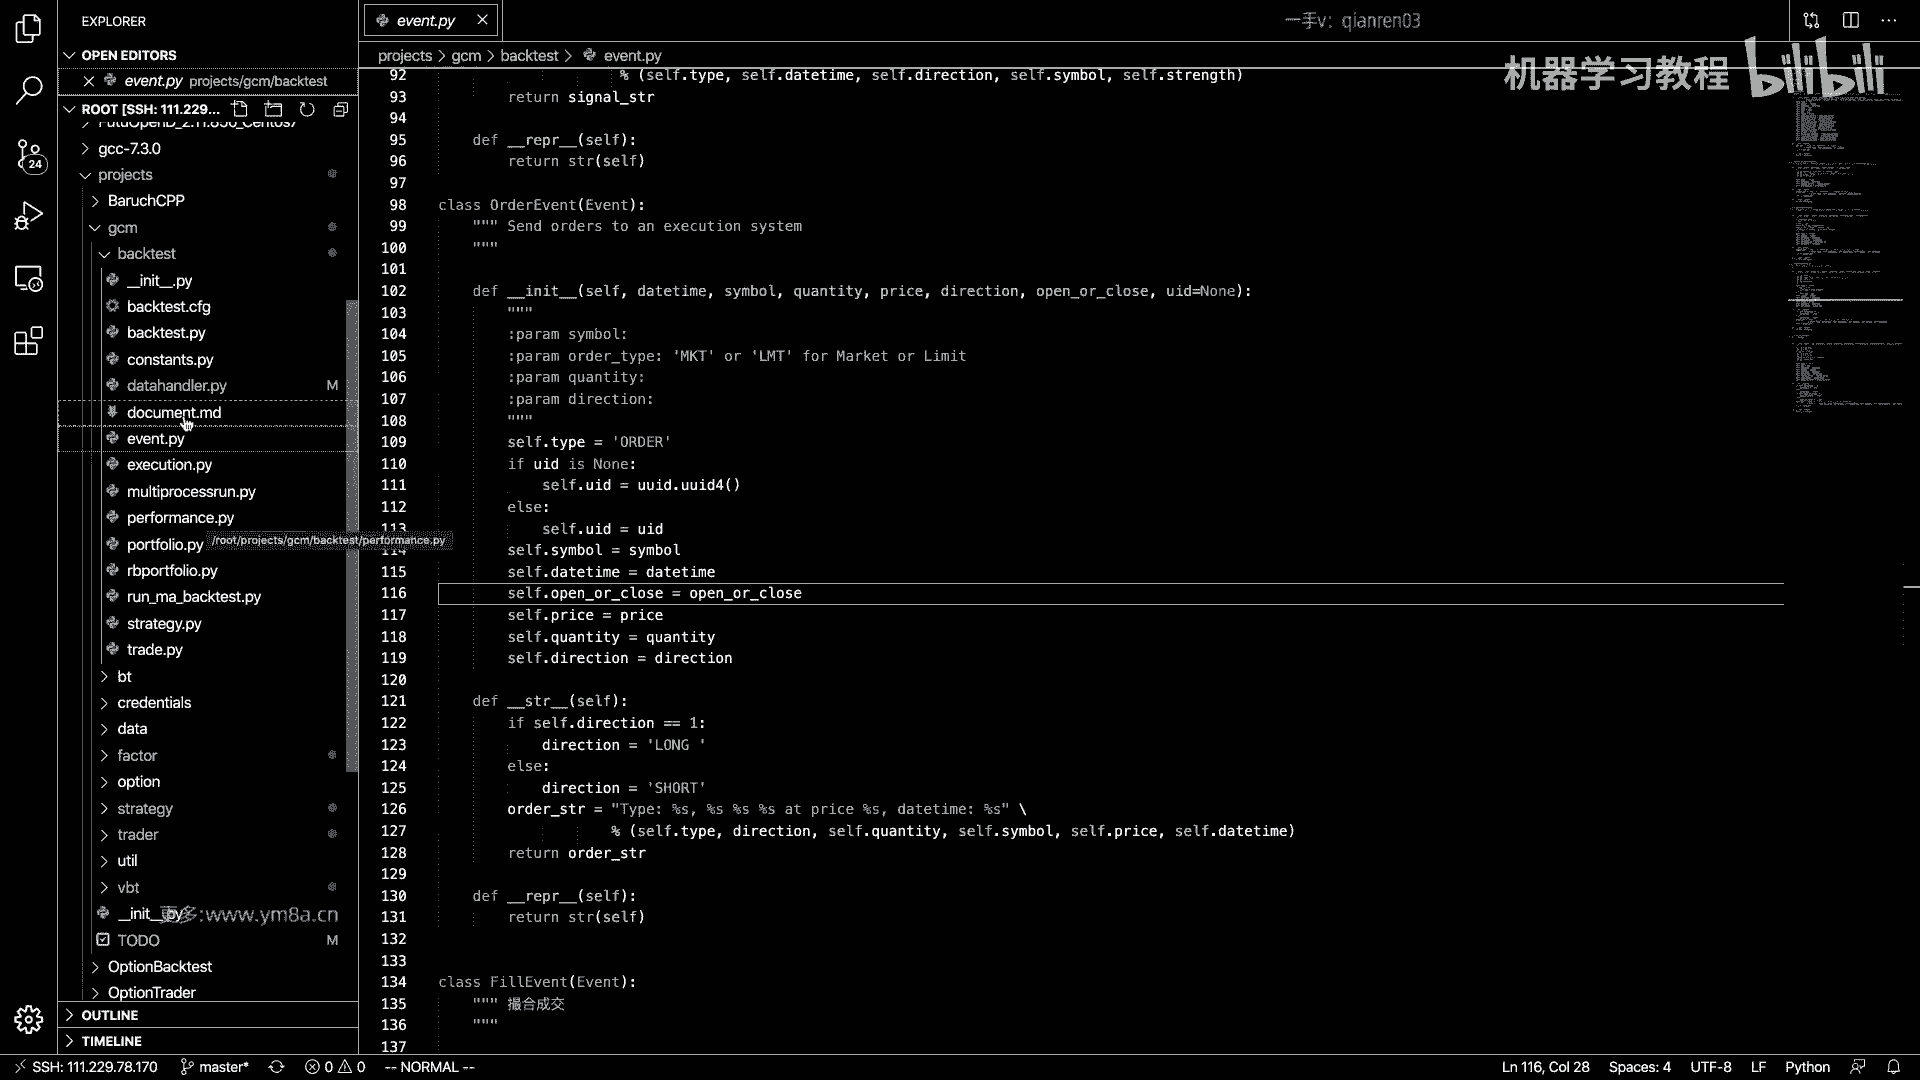 EXPLORER
OPEN EDITORS
event.py projects/gcm/backtest
ROOT [SSH: 111.229...
FutuOpenD_2.11.850_Centos7
gcc-7.3.0
projects
BaruchCPP
gcm
backtest
__init__.py
backtest.cfg
backtest.py
constants.py
datahandler.py M
document.md
event.py
execution.py
multiprocessrun.py
performance.py
portfolio.py
/root/projects/gcm/backtest/performance.py
rbportfolio.py
run_ma_backtest.py
strategy.py
trade.py
bt
credentials
data
factor
option
strategy
trader
util
vbt
__init__.py
更多:www.ym8a.cn
TODO M
OptionBacktest
OptionTrader
OUTLINE
TIMELINE
24
event.py
一手v: qianren03
机器学习教程 bilibili
projects > gcm > backtest > event.py
92 % (self.type, self.datetime, self.direction, self.symbol, self.strength)
93 return signal_str
94
95 def __repr__(self):
96 return str(self)
97
98 class OrderEvent(Event):
99 """ Send orders to an execution system
100 """
101
102 def __init__(self, datetime, symbol, quantity, price, direction, open_or_close, uid=None):
103 """
104 :param symbol:
105 :param order_type: 'MKT' or 'LMT' for Market or Limit
106 :param quantity:
107 :param direction:
108 """
109 self.type = 'ORDER'
110 if uid is None:
111 self.uid = uuid.uuid4()
112 else:
113 self.uid = uid
114 self.symbol = symbol
115 self.datetime = datetime
116 self.open_or_close = open_or_close
117 self.price = price
118 self.quantity = quantity
119 self.direction = direction
120
121 def __str__(self):
122 if self.direction == 1:
123 direction = 'LONG '
124 else:
125 direction = 'SHORT'
126 order_str = "Type: %s, %s %s %s at price %s, datetime: %s" \
127 % (self.type, direction, self.quantity, self.symbol, self.price, self.datetime)
128 return order_str
129
130 def __repr__(self):
131 return str(self)
132
133
134 class FillEvent(Event):
135 """ 撮合成交
136 """
137
SSH: 111.229.78.170 master* 0 0 -- NORMAL -- Ln 116, Col 28 Spaces: 4 UTF-8 LF Python